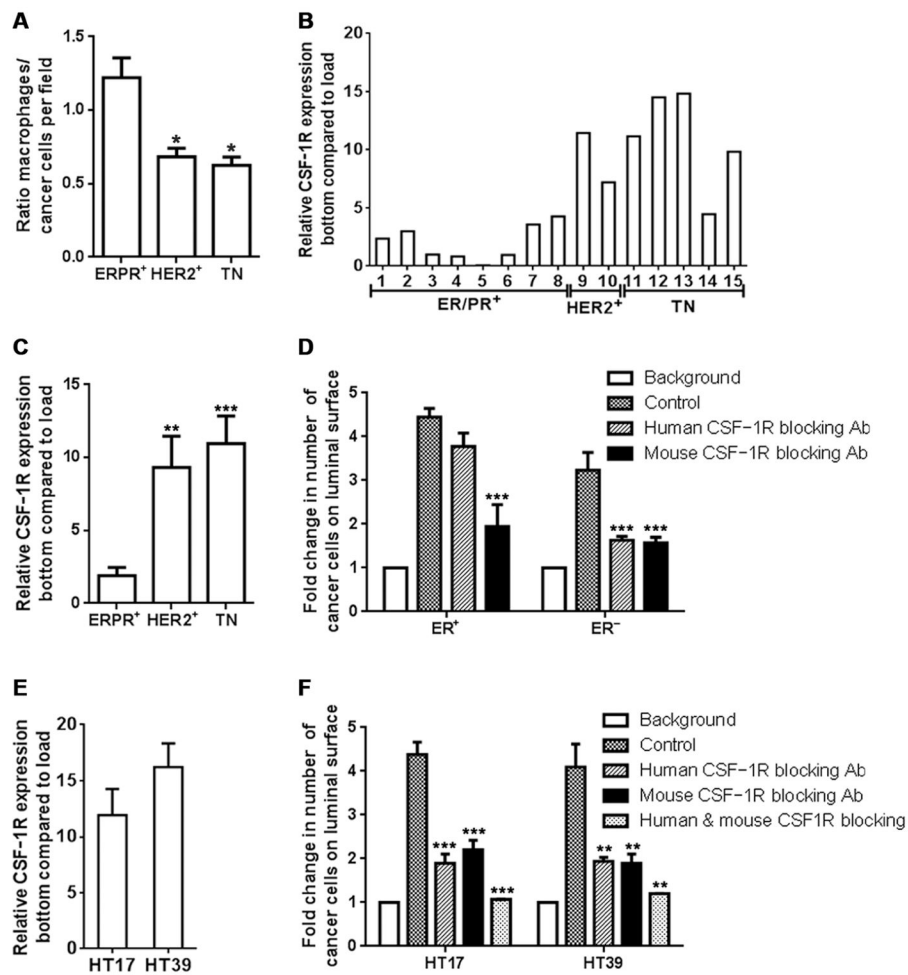 A
Ratio macrophages/
cancer cells per field
1.5
1.0
0.5
0.0
*
*
ERPR+ HER2+ TN
B
Relative CSF-1R expression
bottom compared to load
20
15
10
5
0
1 2 3 4 5 6 7 8 9 10 11 12 13 14 15
ER/PR+ HER2+ TN
C
Relative CSF-1R expression
bottom compared to load
15
10
5
0
**
***
ERPR+ HER2+ TN
D
Fold change in number of
cancer cells on luminal surface
5
4
3
2
1
0
***
***
***
ER+ ER−
Background
Control
Human CSF−1R blocking Ab
Mouse CSF−1R blocking Ab
E
Relative CSF-1R expression
bottom compared to load
20
15
10
5
0
HT17 HT39
F
Fold change in number of
cancer cells on luminal surface
5
4
3
2
1
0
***
***
***
**
**
**
HT17 HT39
Background
Control
Human CSF−1R blocking Ab
Mouse CSF−1R blocking Ab
Human & mouse CSF1R blocking